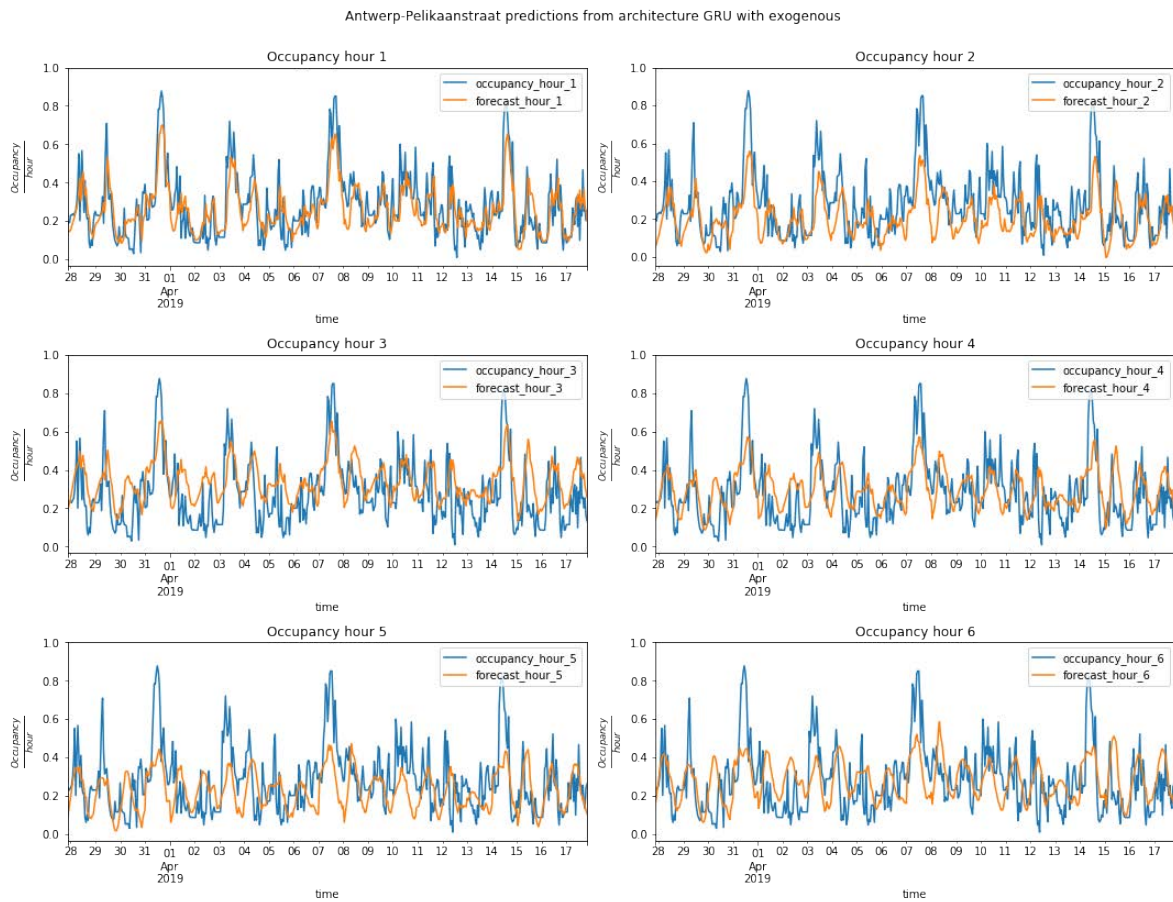 Antwerp-Pelikaanstraat predictions from architecture GRU with exogenous
Occupancy hour 1
1.0
0.8
0.6
0.4
0.2
0.0
Occupancy
hour
occupancy_hour_1
forecast_hour_1
28 29 30 31 01 02 03 04 05 06 07 08 09 10 11 12 13 14 15 16 17
Apr
2019
time
Occupancy hour 2
1.0
0.8
0.6
0.4
0.2
0.0
Occupancy
hour
occupancy_hour_2
forecast_hour_2
28 29 30 31 01 02 03 04 05 06 07 08 09 10 11 12 13 14 15 16 17
Apr
2019
time
Occupancy hour 3
1.0
0.8
0.6
0.4
0.2
0.0
Occupancy
hour
occupancy_hour_3
forecast_hour_3
28 29 30 31 01 02 03 04 05 06 07 08 09 10 11 12 13 14 15 16 17
Apr
2019
time
Occupancy hour 4
1.0
0.8
0.6
0.4
0.2
0.0
Occupancy
hour
occupancy_hour_4
forecast_hour_4
28 29 30 31 01 02 03 04 05 06 07 08 09 10 11 12 13 14 15 16 17
Apr
2019
time
Occupancy hour 5
1.0
0.8
0.6
0.4
0.2
0.0
Occupancy
hour
occupancy_hour_5
forecast_hour_5
28 29 30 31 01 02 03 04 05 06 07 08 09 10 11 12 13 14 15 16 17
Apr
2019
time
Occupancy hour 6
1.0
0.8
0.6
0.4
0.2
0.0
Occupancy
hour
occupancy_hour_6
forecast_hour_6
28 29 30 31 01 02 03 04 05 06 07 08 09 10 11 12 13 14 15 16 17
Apr
2019
time